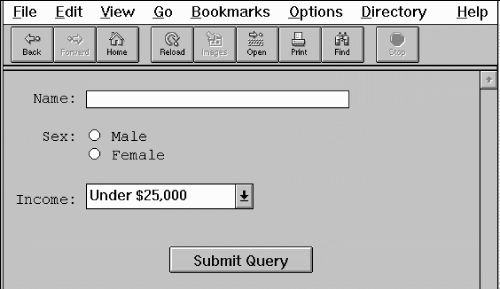 File Edit View Go Bookmarks Options Directory Help
Back Forward Home Reload Images Open Print Find Stop
Name:
Sex: Male
Female
Income: Under $25,000
Submit Query